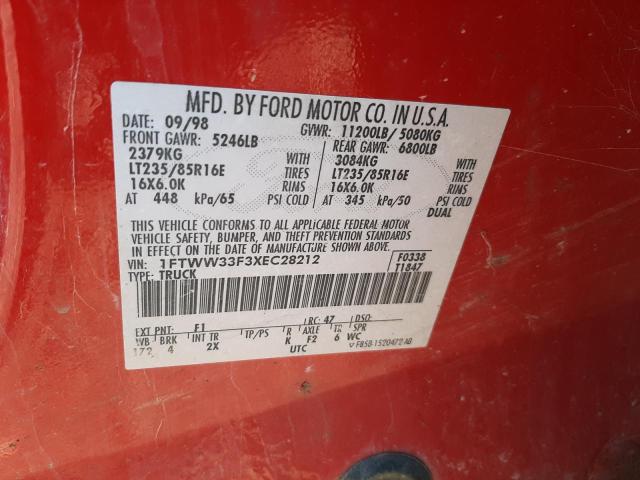 MFD. BY FORD MOTOR CO. IN U.S.A.
DATE: 09/98 GVWR: 11200LB/ 5080KG
FRONT GAWR: 5246LB REAR GAWR: 6800LB
2379KG WITH 3084KG WITH
LT235/85R16E TIRES LT235/85R16E TIRES
16X6.0K RIMS 16X6.0K RIMS
AT 448 kPa/65 PSI COLD AT 345 kPa/50 PSI COLD
DUAL
THIS VEHICLE CONFORMS TO ALL APPLICABLE FEDERAL MOTOR
VEHICLE SAFETY, BUMPER, AND THEFT PREVENTION STANDARDS
IN EFFECT ON THE DATE OF MANUFACTURE SHOWN ABOVE.
VIN: 1FTWW33F3XEC28212 F0338
TYPE: TRUCK T1847
EXT PNT: F1 RC: 47 DSO:
WB BRK INT TR TP/PS R AXLE TR SPR
172 4 2X K F2 6 WC
UTC F85B-1520472-AB